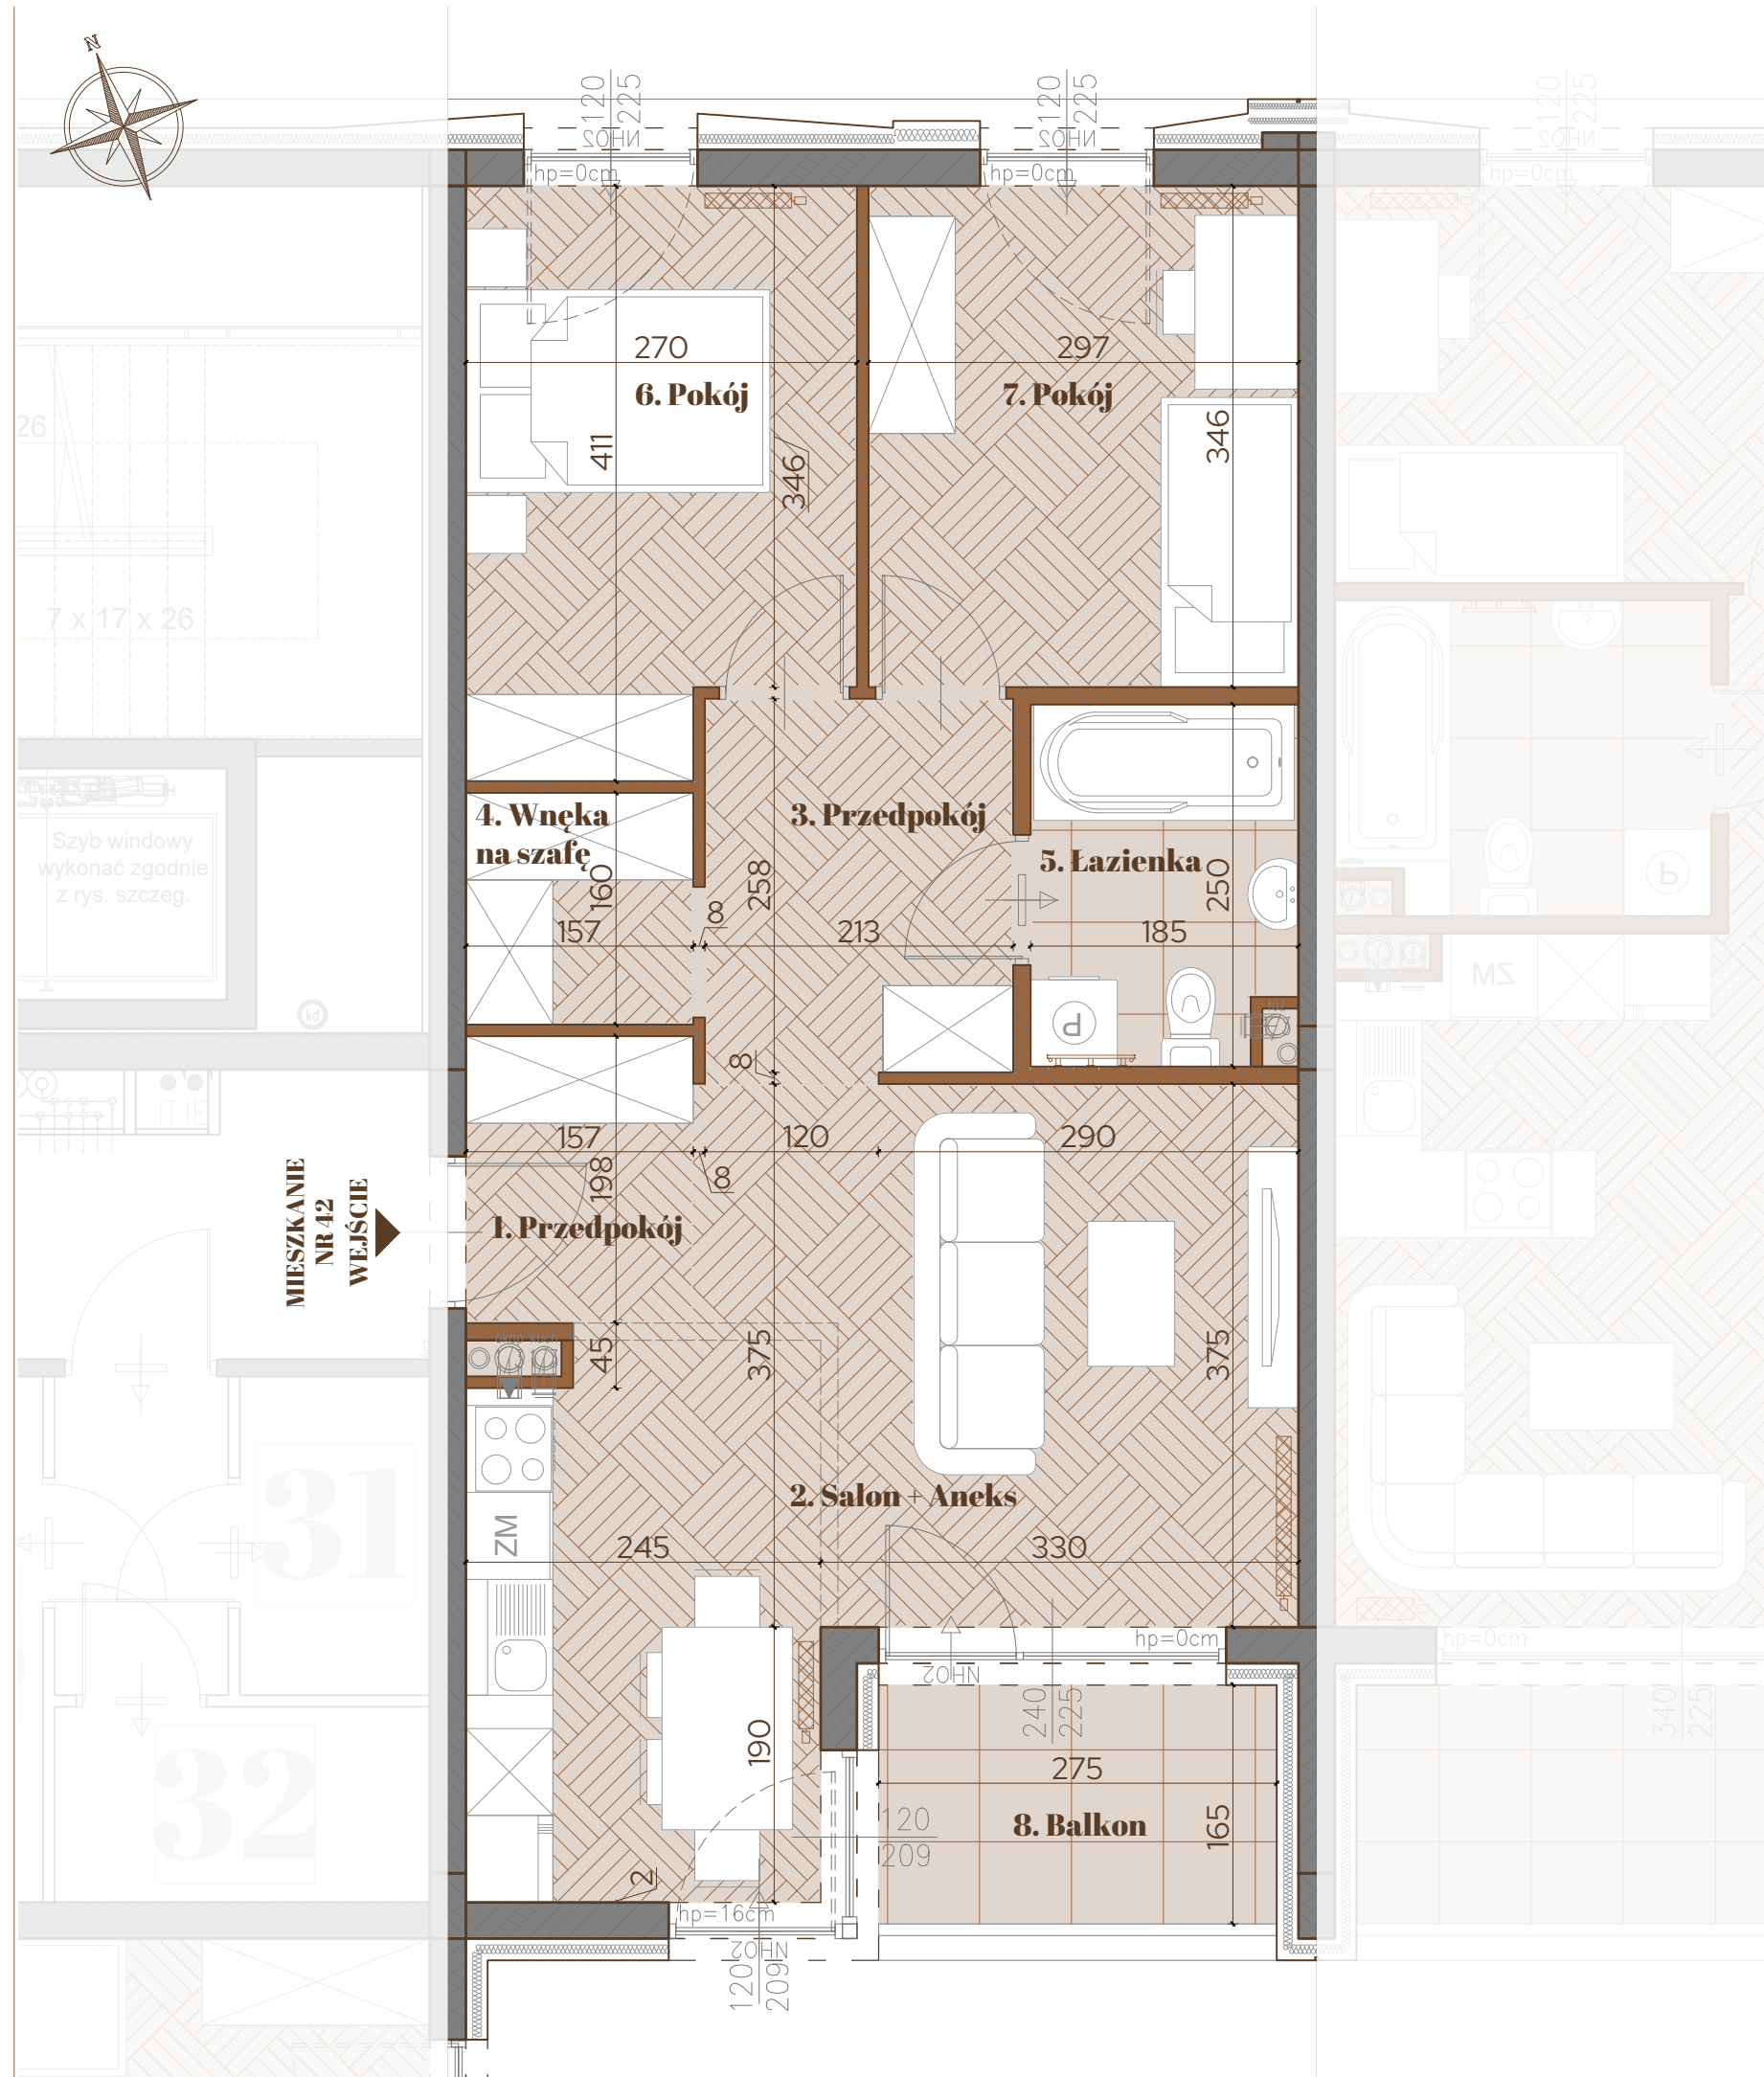 N
120
225
NHO2
hp=0cm
120
225
NHO2
hp=0cm
120
225
NHO2
hp=0cm
270
297
6. Pokój
7. Pokój
411
346
346
26
7 x 17 x 26
4. Wnęka
na szafę
3. Przedpokój
5. Łazienka
Szyb windowy
wykonać zgodnie
z rys. szczeg.
160
258
250
8
157
213
185
P
P
ZM
kd
8
157
120
290
8
198
MIESZKANIE
NR 42
WEJŚCIE
1. Przedpokój
45
375
375
31
2. Salon + Aneks
ZM
245
330
hp=0cm
hp=0cm
NHO2
240
225
340
225
32
190
275
8. Balkon
165
120
209
2
hp=16cm
NHO2
120
209